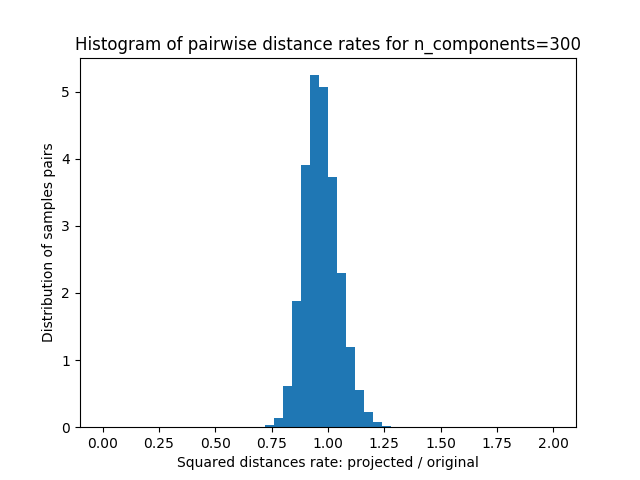 Histogram of pairwise distance rates for n_components=300
Distribution of samples pairs
5
4
3
2
1
0
0.00 0.25 0.50 0.75 1.00 1.25 1.50 1.75 2.00
Squared distances rate: projected / original